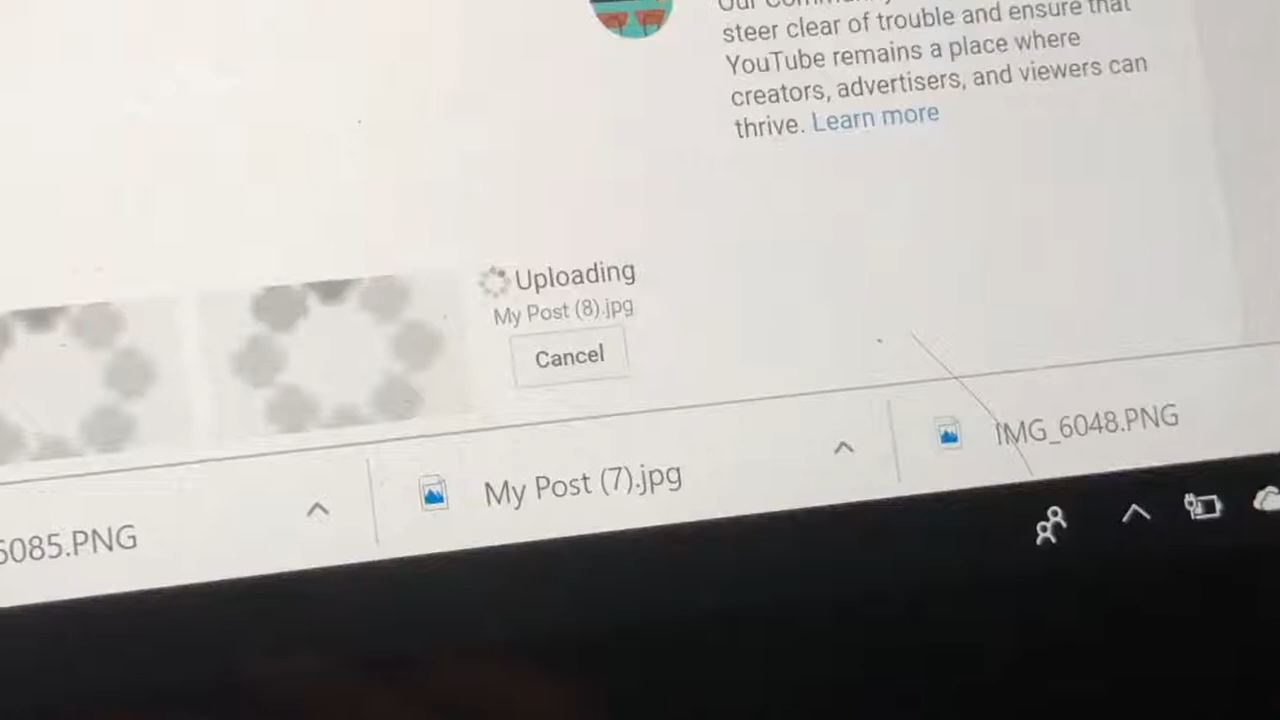 steer clear of trouble and ensure that
YouTube remains a place where
creators, advertisers, and viewers can
thrive. Learn more
Uploading
My Post (8).jpg
Cancel
6085.PNG
My Post (7).jpg
IMG_6048.PNG